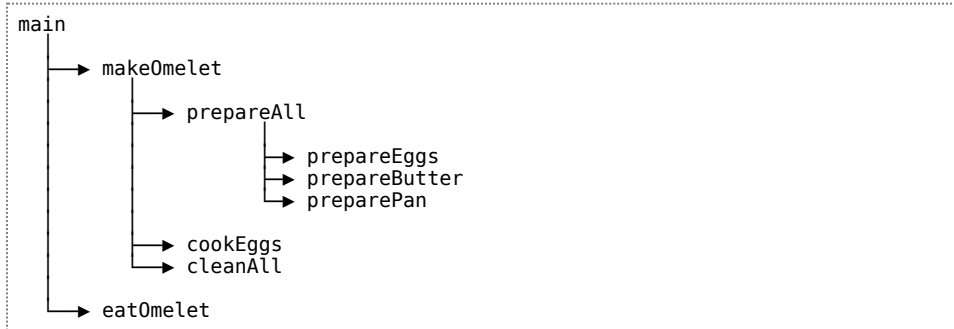 main
makeOmelet
prepareAll
prepareEggs
prepareButter
preparePan
cookEggs
cleanAll
eatOmelet